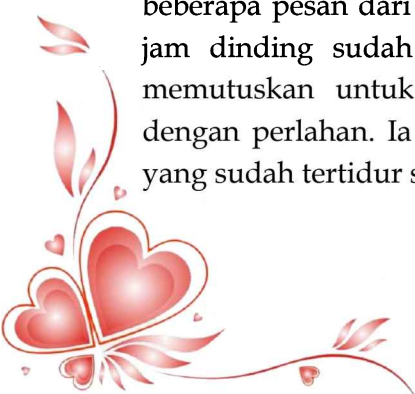 beberapa pesan dari
jam dinding sudah
memutuskan untuk
dengan perlahan. Ia
yang sudah tertidur s